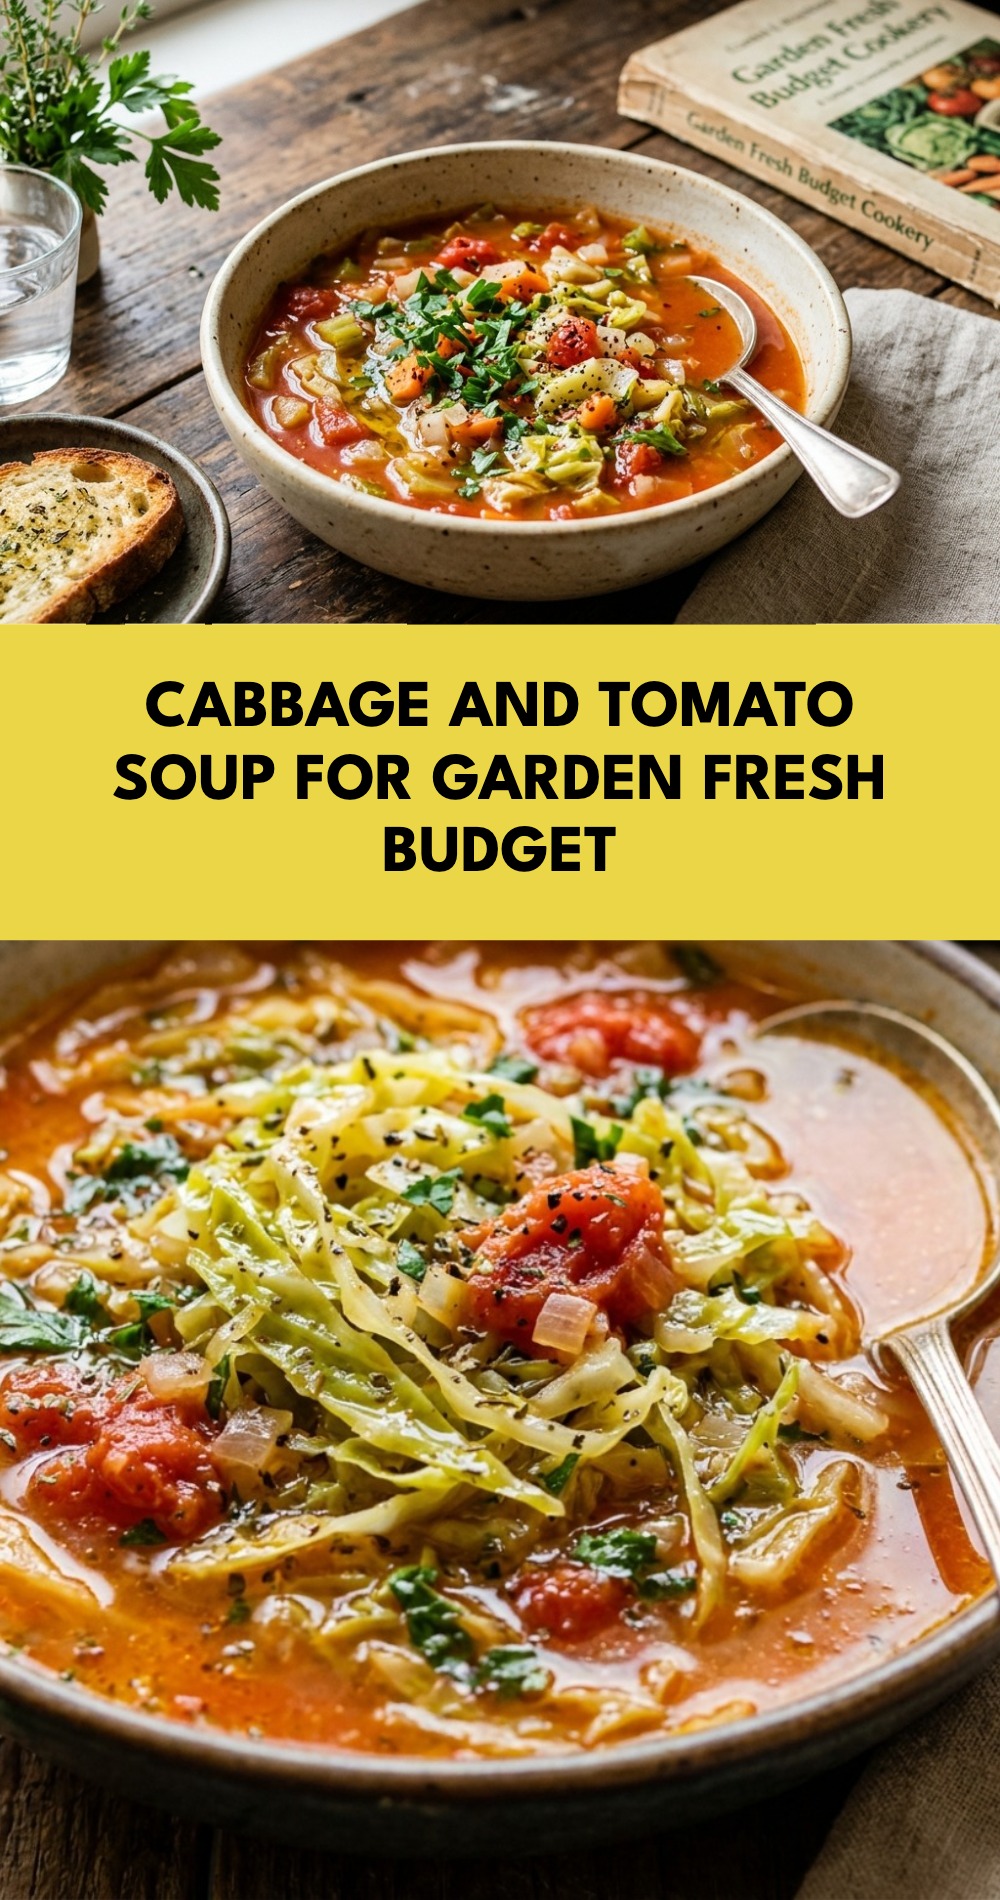 Garden Fresh
Budget Cookery
Garden Fresh Budget Cookery
CABBAGE AND TOMATO
SOUP FOR GARDEN FRESH
BUDGET